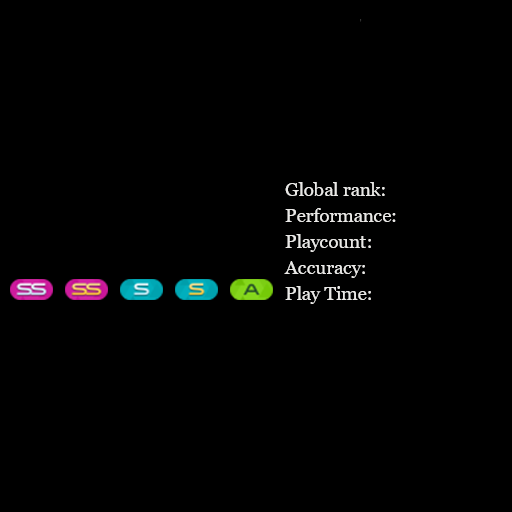 Global rank:
Performance:
Playcount:
Accuracy:
SS SS S S A
Play Time: